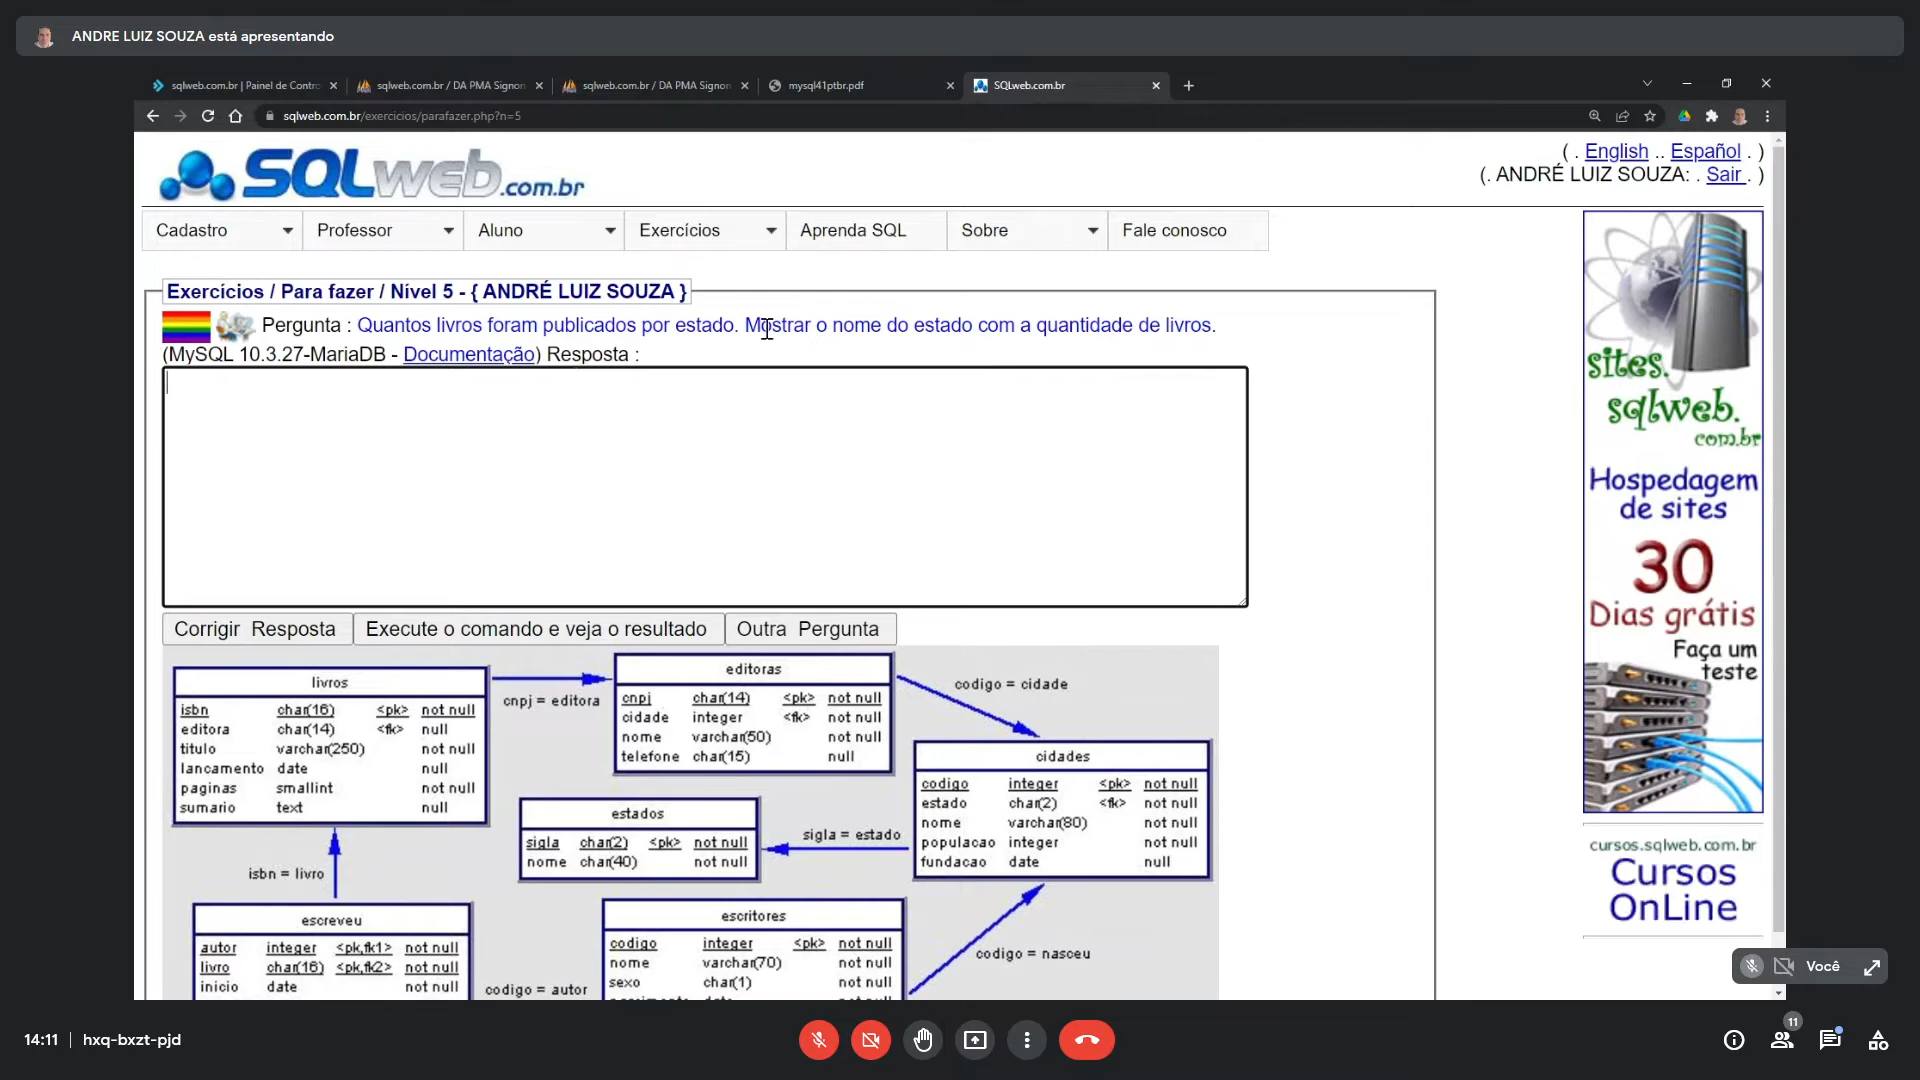 ANDRE LUIZ SOUZA está apresentando
sqlweb.com.br | Painel de Contro
sqlweb.com.br / DA PMA Signon
sqlweb.com.br / DA PMA Signon
mysql41ptbr.pdf
SQLweb.com.br
sqlweb.com.br/exercicios/parafazer.php?n=5
SQLweb.com.br
( . English .. Español . )
(. ANDRÉ LUIZ SOUZA: . Sair . )
Cadastro
Professor
Aluno
Exercícios
Aprenda SQL
Sobre
Fale conosco
Exercícios / Para fazer / Nível 5 - { ANDRÉ LUIZ SOUZA }
Pergunta : Quantos livros foram publicados por estado. Mostrar o nome do estado com a quantidade de livros.
(MySQL 10.3.27-MariaDB - Documentação) Resposta :
Corrigir Resposta
Execute o comando e veja o resultado
Outra Pergunta
livros
isbn char(16) <pk> not null
editora char(14) <fk> null
titulo varchar(250) not null
lancamento date null
paginas smallint not null
sumario text null
cnpj = editora
editoras
cnpj char(14) <pk> not null
cidade integer <fk> not null
nome varchar(50) not null
telefone char(15) null
codigo = cidade
cidades
codigo integer <pk> not null
estado char(2) <fk> not null
nome varchar(80) not null
populacao integer not null
fundacao date null
estados
sigla char(2) <pk> not null
nome char(40) not null
sigla = estado
isbn = livro
escreveu
autor integer <pk,fk1> not null
livro char(16) <pk,fk2> not null
inicio date not null
codigo = autor
escritores
codigo integer <pk> not null
nome varchar(70) not null
sexo char(1) not null
codigo = nasceu
sites.
sqlweb.
com.br
Hospedagem
de sites
30
Dias grátis
Faça um
teste
cursos.sqlweb.com.br
Cursos
OnLine
Você
14:11 | hxq-bxzt-pjd
11